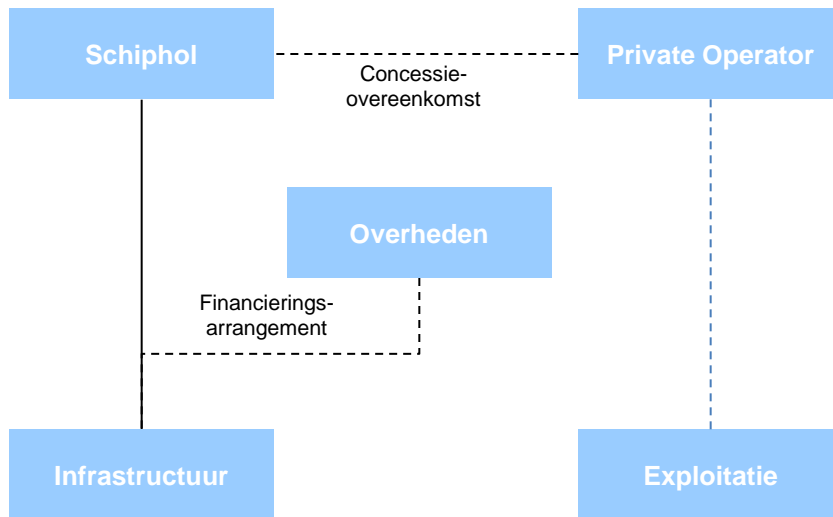 Schiphol
Private Operator
Concessie-
overeenkomst
Overheden
Financierings-
arrangement
Infrastructuur
Exploitatie